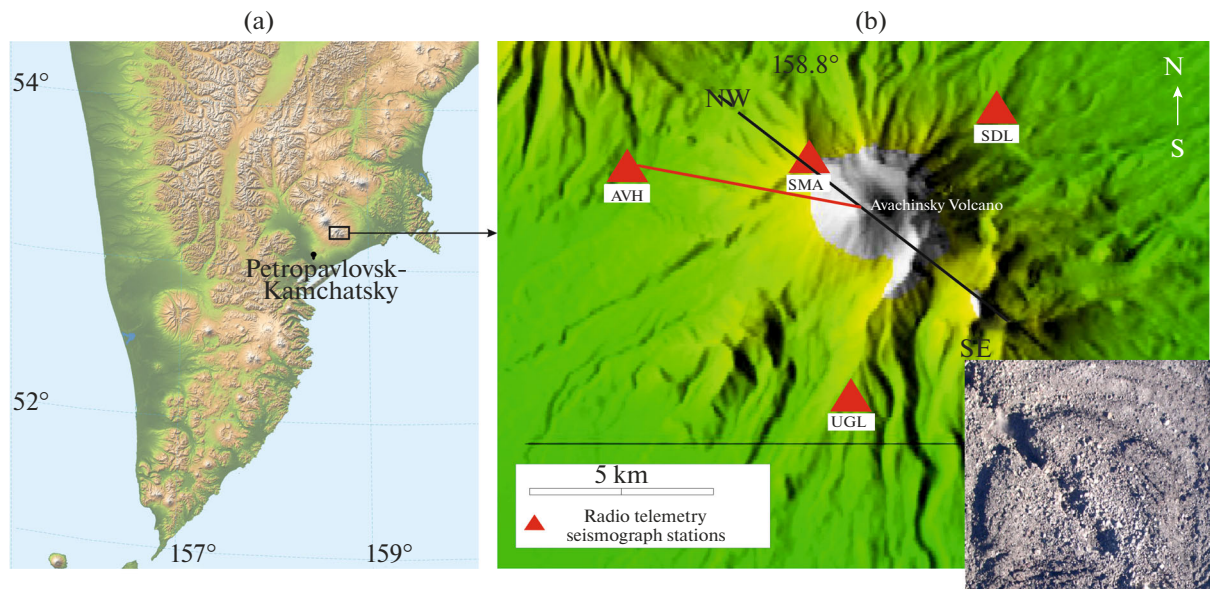 (a)
54°
Petropavlovsk-
Kamchatsky
52°
157°
159°
(b)
158.8°
N
S
NW
SDL
SMA
AVH
Avachinsky Volcano
SE
UGL
5 km
Radio telemetry
seismograph stations